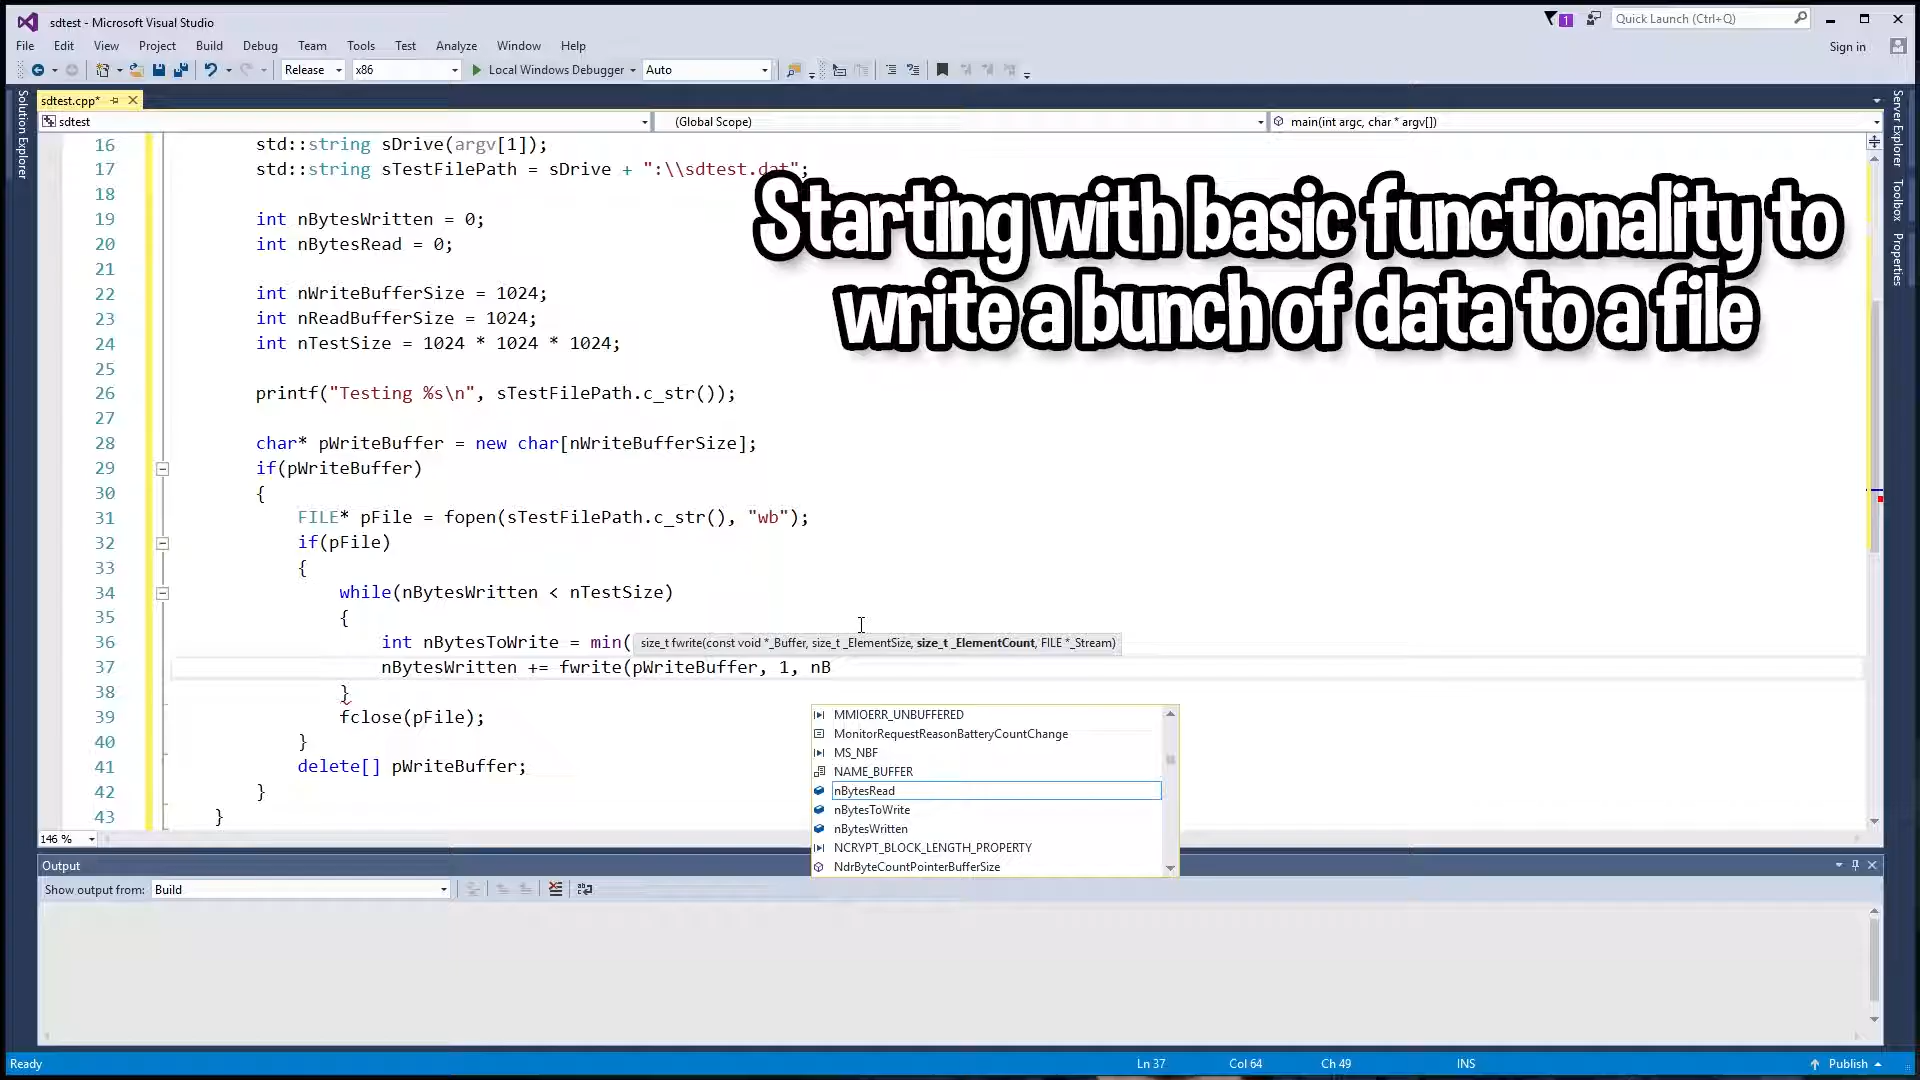 sdtest - Microsoft Visual Studio
1
Quick Launch (Ctrl+Q)
File Edit View Project Build Debug Team Tools Test Analyze Window Help
Sign in
Release x86 Local Windows Debugger Auto
Solution Explorer
sdtest.cpp*
sdtest (Global Scope) main(int argc, char * argv[])
Server Explorer
Toolbox
Properties
16 std::string sDrive(argv[1]);
17 std::string sTestFilePath = sDrive + ":\\sdtest.dat";
18
19 int nBytesWritten = 0;
20 int nBytesRead = 0;
21
22 int nWriteBufferSize = 1024;
23 int nReadBufferSize = 1024;
24 int nTestSize = 1024 * 1024 * 1024;
25
26 printf("Testing %s\n", sTestFilePath.c_str());
27
28 char* pWriteBuffer = new char[nWriteBufferSize];
29 if(pWriteBuffer)
30 {
31 FILE* pFile = fopen(sTestFilePath.c_str(), "wb");
32 if(pFile)
33 {
34 while(nBytesWritten < nTestSize)
35 {
36 int nBytesToWrite = min(
size_t fwrite(const void *_Buffer, size_t _ElementSize, size_t _ElementCount, FILE *_Stream)
37 nBytesWritten += fwrite(pWriteBuffer, 1, nB
38 }
39 fclose(pFile);
40 }
41 delete[] pWriteBuffer;
42 }
43 }
Starting with basic functionality to
write a bunch of data to a file
MMIOERR_UNBUFFERED
MonitorRequestReasonBatteryCountChange
MS_NBF
NAME_BUFFER
nBytesRead
nBytesToWrite
nBytesWritten
NCRYPT_BLOCK_LENGTH_PROPERTY
NdrByteCountPointerBufferSize
146 %
Output
Show output from: Build
Ready Ln 37 Col 64 Ch 49 INS Publish